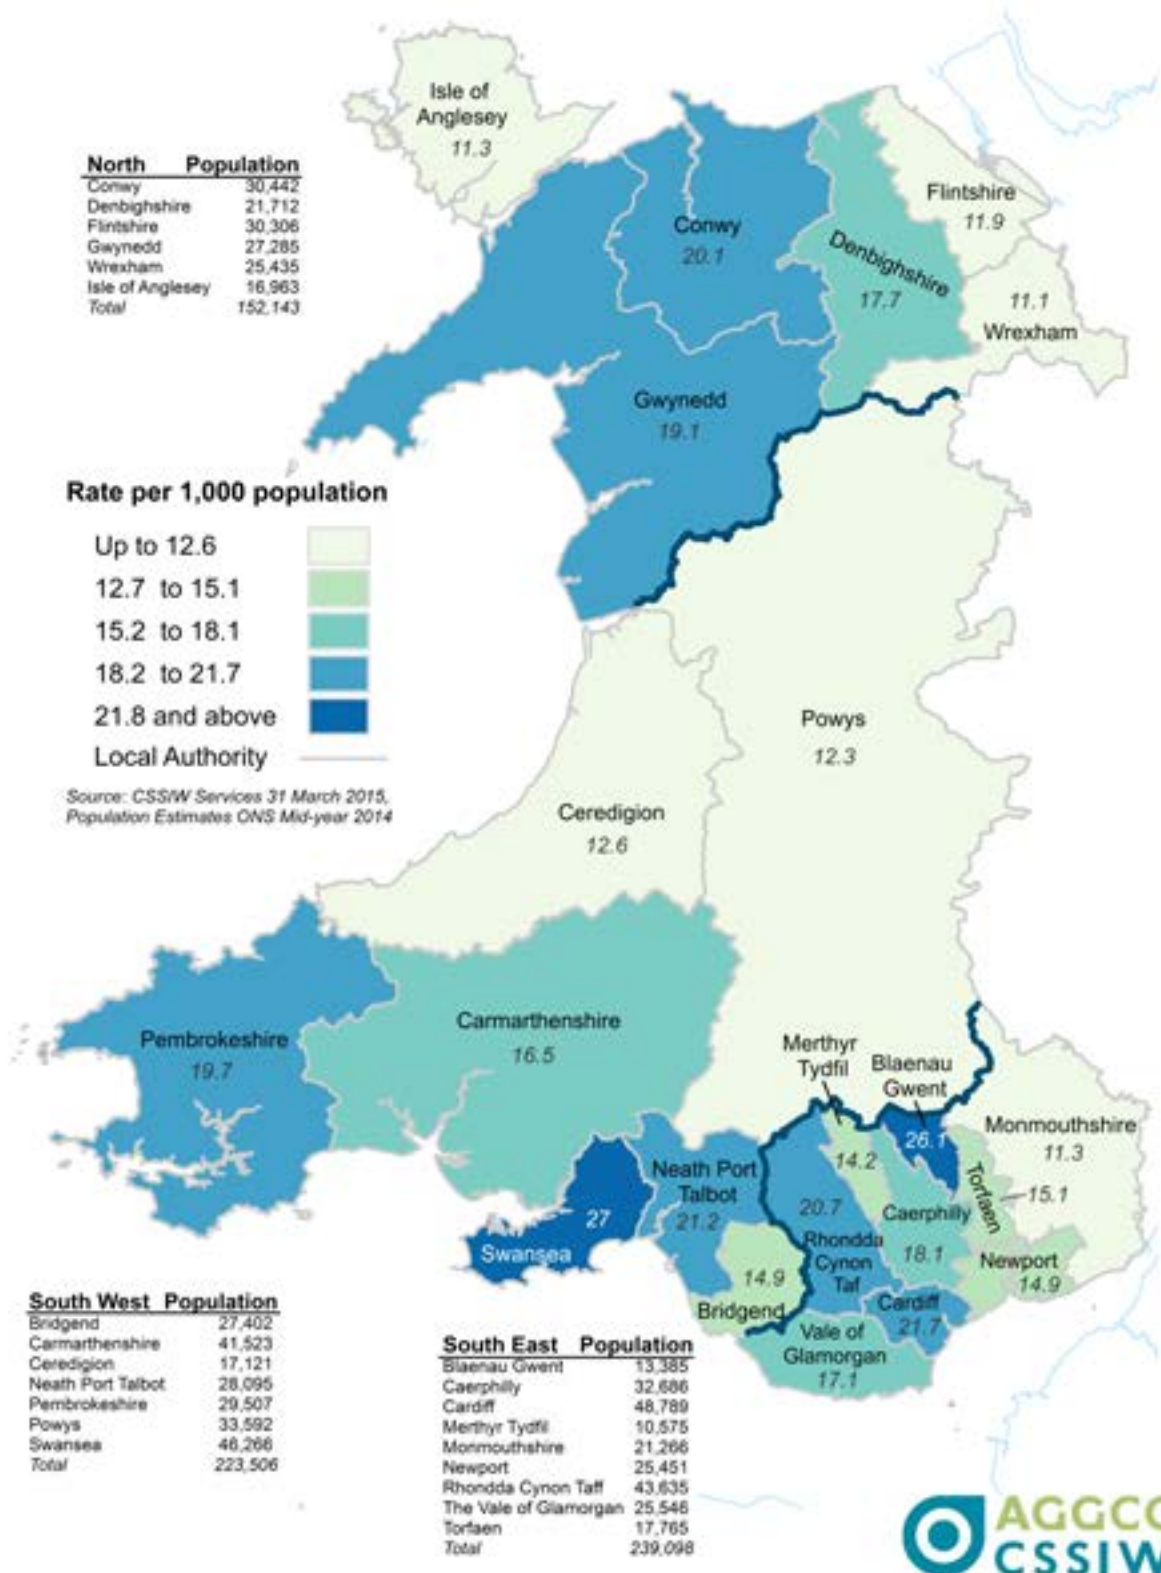 Isle of
Anglesey
11.3
North Population
Conwy 30,442
Denbighshire 21,712
Flintshire 30,306
Gwynedd 27,285
Wrexham 25,435
Isle of Anglesey 16,963
Total 152,143
Flintshire
11.9
Conwy
20.1
Denbighshire
17.7
11.1
Wrexham
Gwynedd
19.1
Rate per 1,000 population
Up to 12.6
12.7 to 15.1
15.2 to 18.1
18.2 to 21.7
21.8 and above
Local Authority
Source: CSSIW Services 31 March 2015,
Population Estimates ONS Mid-year 2014
Powys
12.3
Ceredigion
12.6
Carmarthenshire
16.5
Pembrokeshire
19.7
Merthyr
Tydfil
14.2
Blaenau
Gwent
26.1
Monmouthshire
11.3
Torfaen
15.1
Neath Port
Talbot
21.2
27
Swansea
20.7
Rhondda
Cynon
Taf
Caerphilly
18.1
Newport
14.9
14.9
Bridgend
Cardiff
21.7
Vale of
Glamorgan
17.1
South West Population
Bridgend 27,402
Carmarthenshire 41,523
Ceredigion 17,121
Neath Port Talbot 28,095
Pembrokeshire 29,507
Powys 33,592
Swansea 46,266
Total 223,506
South East Population
Blaenau Gwent 13,385
Caerphilly 32,686
Cardiff 48,789
Merthyr Tydfil 10,575
Monmouthshire 21,266
Newport 25,451
Rhondda Cynon Taff 43,635
The Vale of Glamorgan 25,546
Torfaen 17,765
Total 239,098
AGGCC
CSSIW